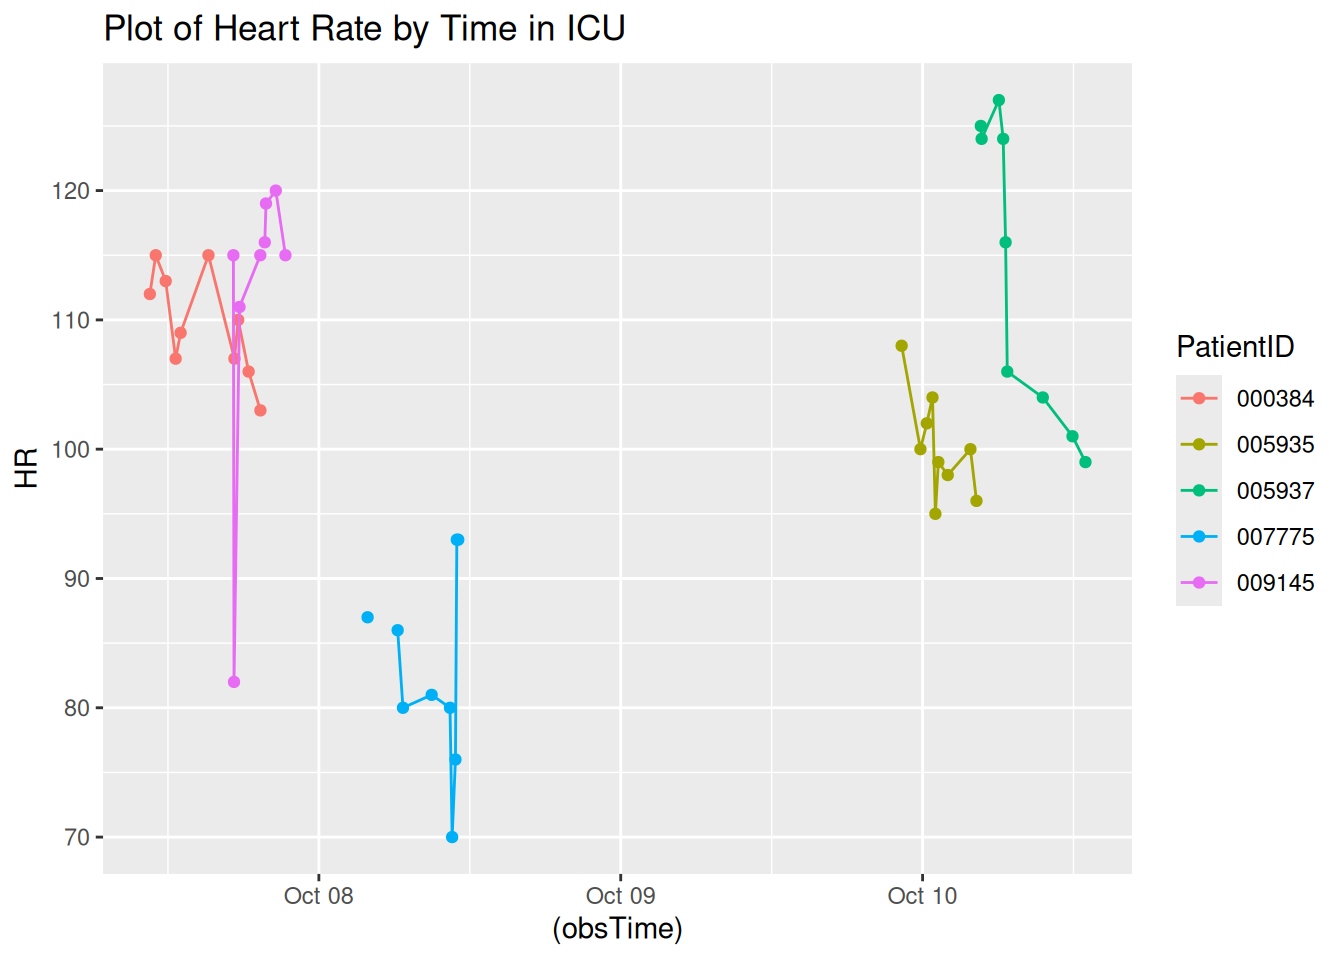 Plot of Heart Rate by Time in ICU
HR
120
110
100
90
80
70
Oct 08
Oct 09
Oct 10
(obsTime)
PatientID
000384
005935
005937
007775
009145